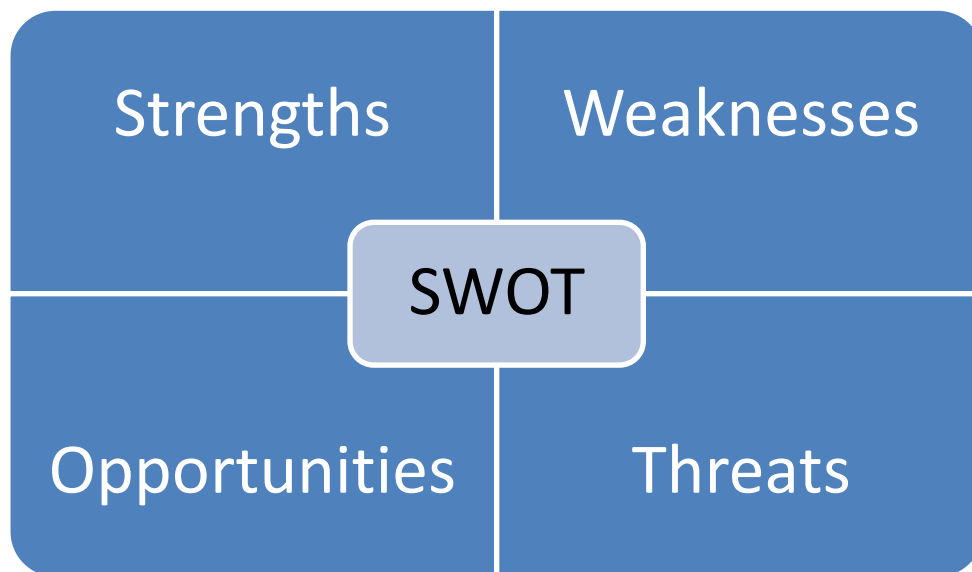 Strengths
Weaknesses
SWOT
Opportunities
Threats